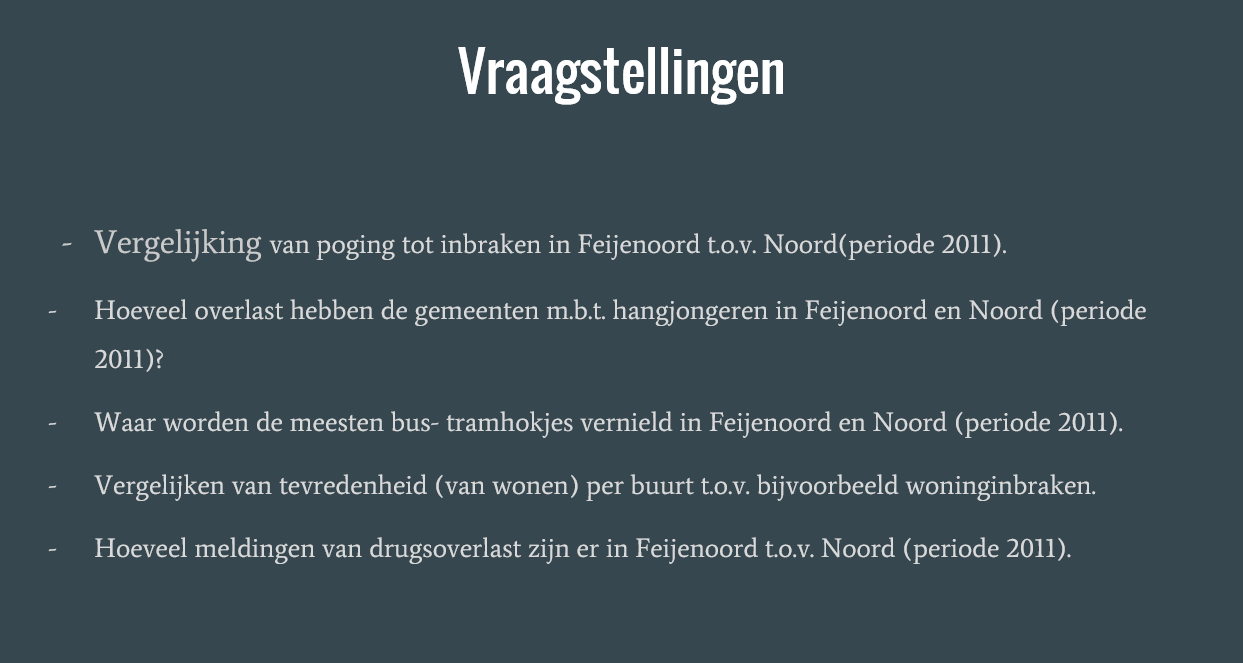 Vraagstellingen
- Vergelijking van poging tot inbraken in Feijenoord t.o.v. Noord(periode 2011).
- Hoeveel overlast hebben de gemeenten m.b.t. hangjongeren in Feijenoord en Noord (periode
2011)?
- Waar worden de meesten bus- tramhokjes vernield in Feijenoord en Noord (periode 2011).
- Vergelijken van tevredenheid (van wonen) per buurt t.o.v. bijvoorbeeld woninginbraken.
- Hoeveel meldingen van drugsoverlast zijn er in Feijenoord t.o.v. Noord (periode 2011).